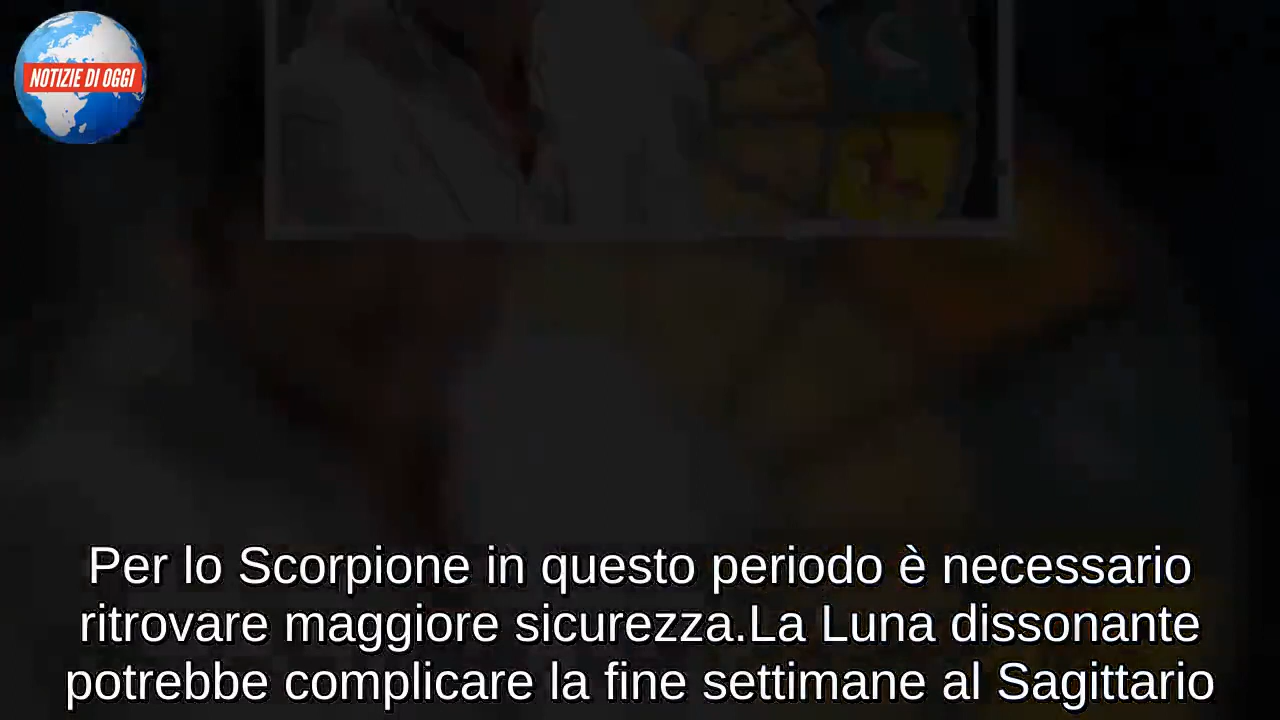 NOTIZIE DI OGGI
Per lo Scorpione in questo periodo è necessario
ritrovare maggiore sicurezza.La Luna dissonante
potrebbe complicare la fine settimane al Sagittario